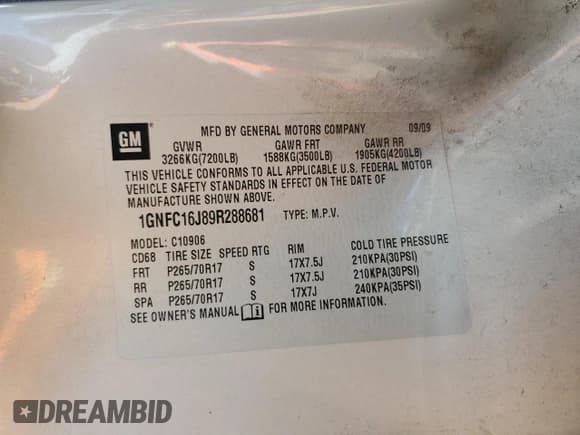 GM
MFD BY GENERAL MOTORS COMPANY 09/09
GVWR GAWR FRT GAWR RR
3266KG(7200LB) 1588KG(3500LB) 1905KG(4200LB)
THIS VEHICLE CONFORMS TO ALL APPLICABLE U.S. FEDERAL MOTOR
VEHICLE SAFETY STANDARDS IN EFFECT ON THE DATE OF
MANUFACTURE SHOWN ABOVE.
1GNFC16J89R288681 TYPE: M.P.V.
MODEL: C10906
CD68 TIRE SIZE SPEED RTG RIM COLD TIRE PRESSURE
FRT P265/70R17 S 17X7.5J 210KPA(30PSI)
RR P265/70R17 S 17X7.5J 210KPA(30PSI)
SPA P265/70R17 S 17X7J 240KPA(35PSI)
SEE OWNER'S MANUAL FOR MORE INFORMATION.
DREAMBID